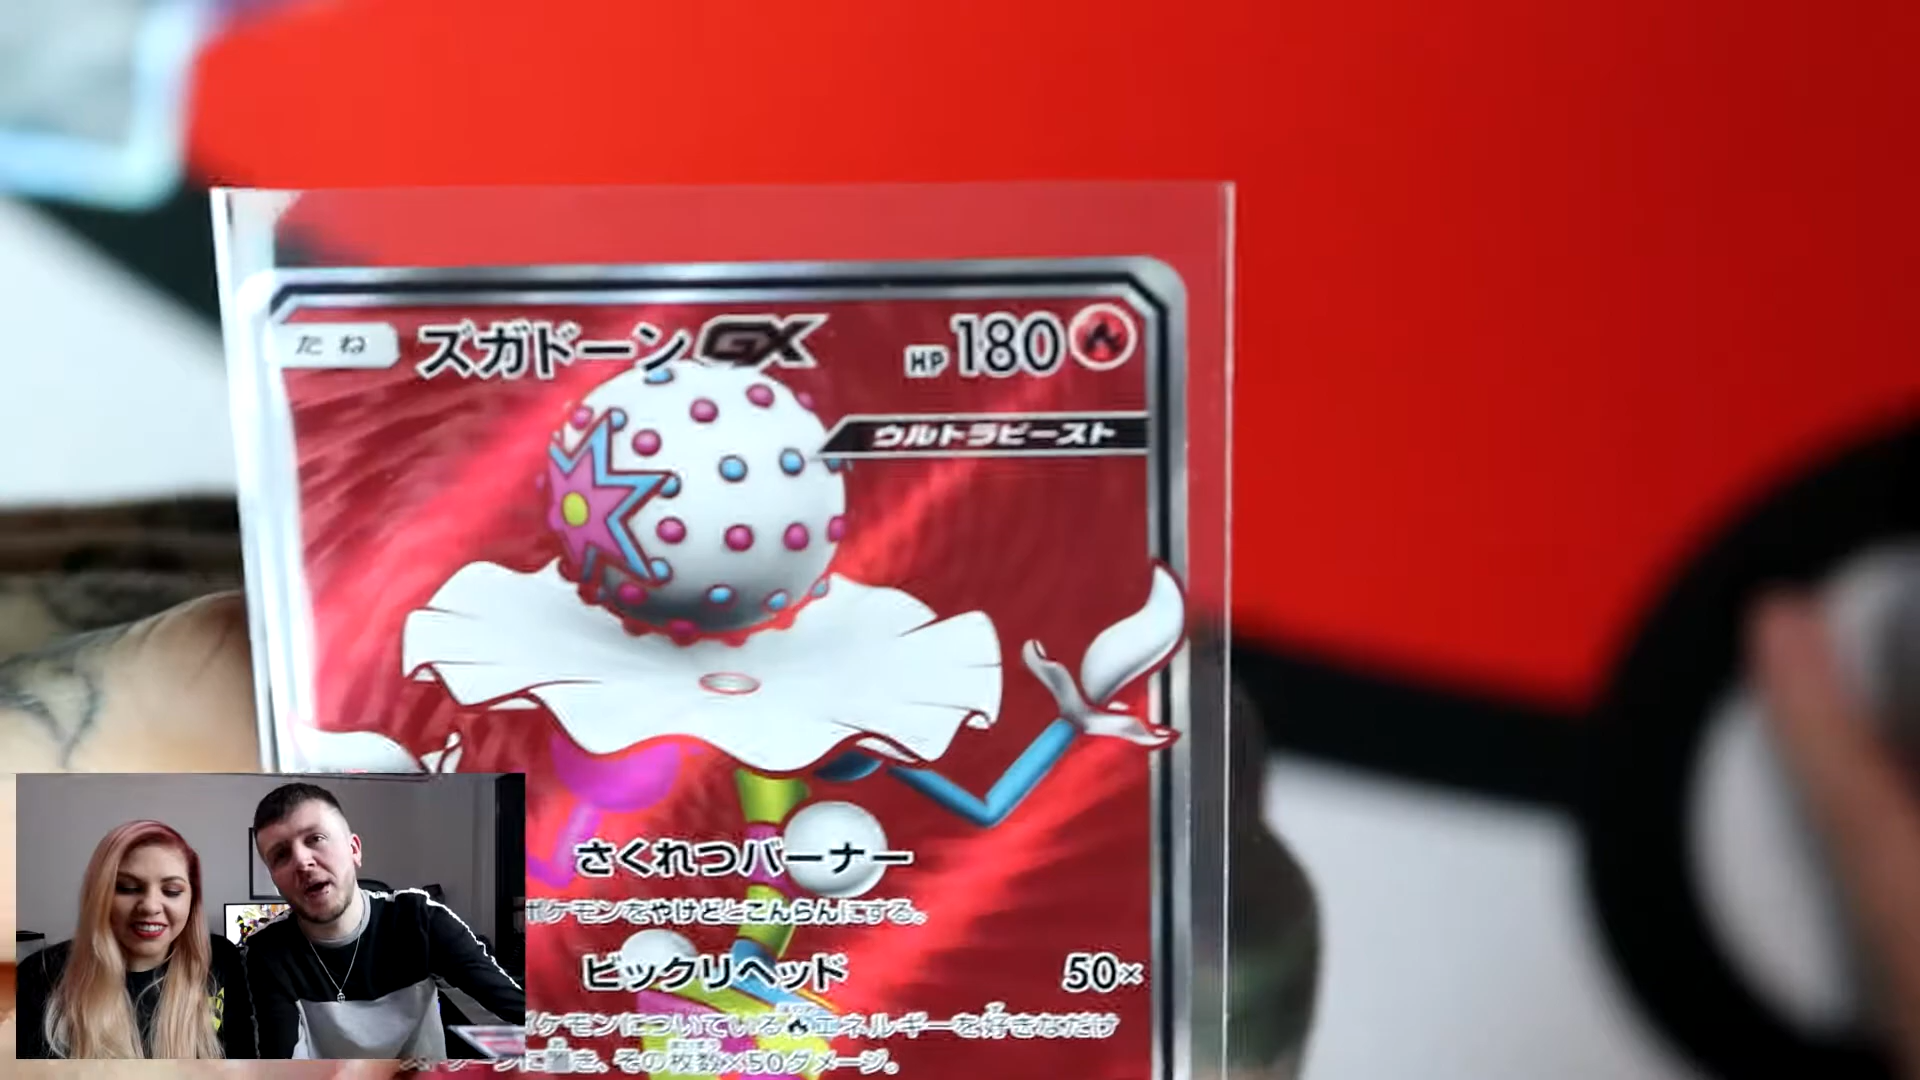 たね ズガドーンGX HP180
ウルトラビースト
さくれつバーナー
ポケモンをやけどとこんらんにする。
ビックリヘッド 50×
ケモンについている エネルギーを好きなだけ
に置き、その枚数×50ダメージ。